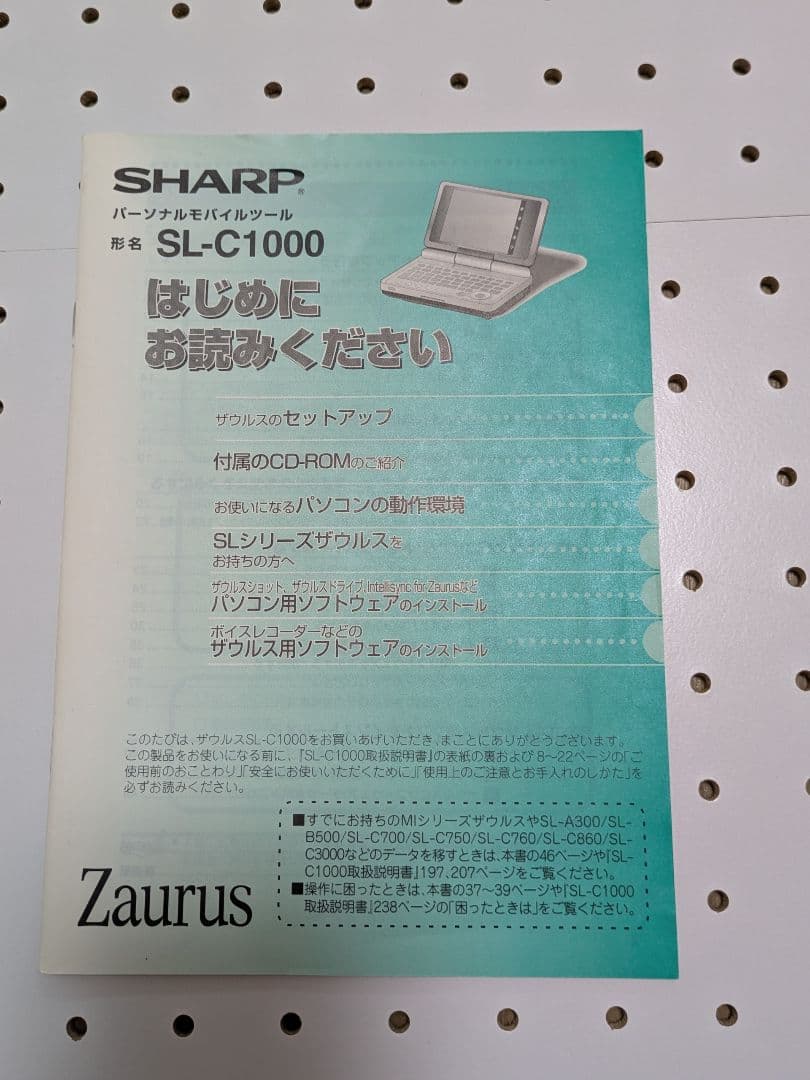 SHARP®
パーソナルモバイルツール
形名 SL-C1000
はじめに
お読みください
ザウルスのセットアップ
付属のCD-ROMのご紹介
お使いになるパソコンの動作環境
SLシリーズザウルスを
お持ちの方へ
ザウルスショット、ザウルスドライブ、Intellisync for Zaurusなど
パソコン用ソフトウェアのインストール
ボイスレコーダーなどの
ザウルス用ソフトウェアのインストール
このたびは、ザウルスSL-C1000をお買いあげいただき、まことにありがとうございます。
この製品をお使いになる前に、『SL-C1000取扱説明書』の表紙の裏および8〜22ページの「ご
使用前のおことわり」「安全にお使いいただくために」「使用上のご注意とお手入れのしかた」を
必ずお読みください。
■すでにお持ちのMIシリーズザウルスやSL-A300/SL-
B500/SL-C700/SL-C750/SL-C760/SL-C860/SL-
C3000などのデータを移すときは、本書の46ページや『SL-
C1000取扱説明書』197、207ページをご覧ください。
■操作に困ったときは、本書の37〜39ページや『SL-C1000
取扱説明書』238ページの「困ったときは」をご覧ください。
Zaurus